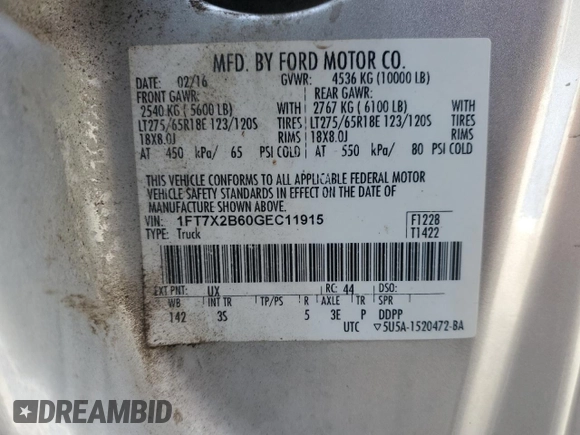 MFD. BY FORD MOTOR CO.
DATE: 02/16 GVWR: 4536 KG (10000 LB)
FRONT GAWR: REAR GAWR:
2540 KG ( 5600 LB) WITH 2767 KG ( 6100 LB) WITH
LT275/65R18E 123/120S TIRES LT275/65R18E 123/120S TIRES
18X8.0J RIMS 18X8.0J RIMS
AT 450 kPa/ 65 PSI COLD AT 550 kPa/ 80 PSI COLD
THIS VEHICLE CONFORMS TO ALL APPLICABLE FEDERAL MOTOR
VEHICLE SAFETY STANDARDS IN EFFECT ON THE DATE OF
MANUFACTURE SHOWN ABOVE.
VIN: 1FT7X2B60GEC11915 F1228
TYPE: Truck T1422
EXT PNT: UX RC: 44 DSO:
WB INT TR TP/PS R AXLE TR SPR
142 3S 5 3E P DDPP
UTC ▽5U5A-1520472-BA
DREAMBID